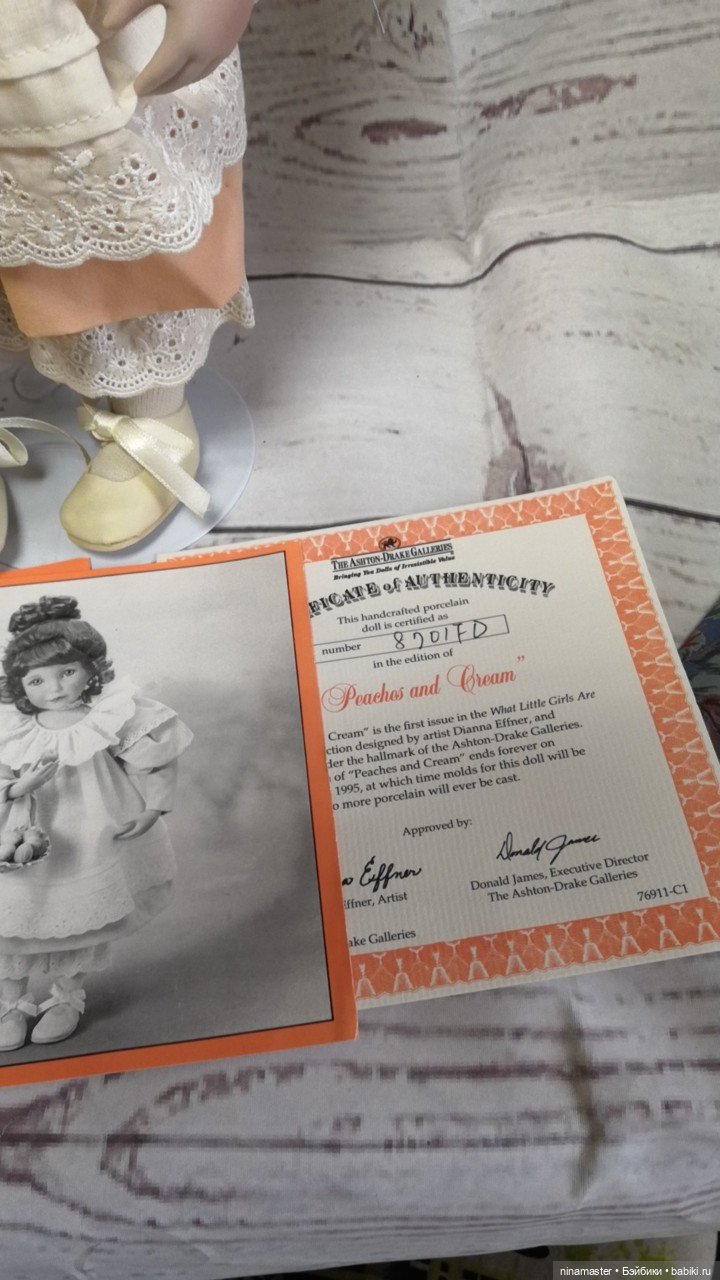 THE ASHTON-DRAKE GALLERIES
Bringing You Dolls of Irresistible Value
FICATE of AUTHENTICITY
This handcrafted porcelain
doll is certified as
number 8701FD
in the edition of
Peaches and Cream”
Cream” is the first issue in the What Little Girls Are
ction designed by artist Dianna Effner, and
der the hallmark of the Ashton-Drake Galleries.
of “Peaches and Cream” ends forever on
1995, at which time molds for this doll will be
o more porcelain will ever be cast.
Approved by:
a Effner
Donald James
ffner, Artist
Donald James, Executive Director
The Ashton-Drake Galleries
ake Galleries
76911-C1
ninamaster • Бэйбики • babiki.ru